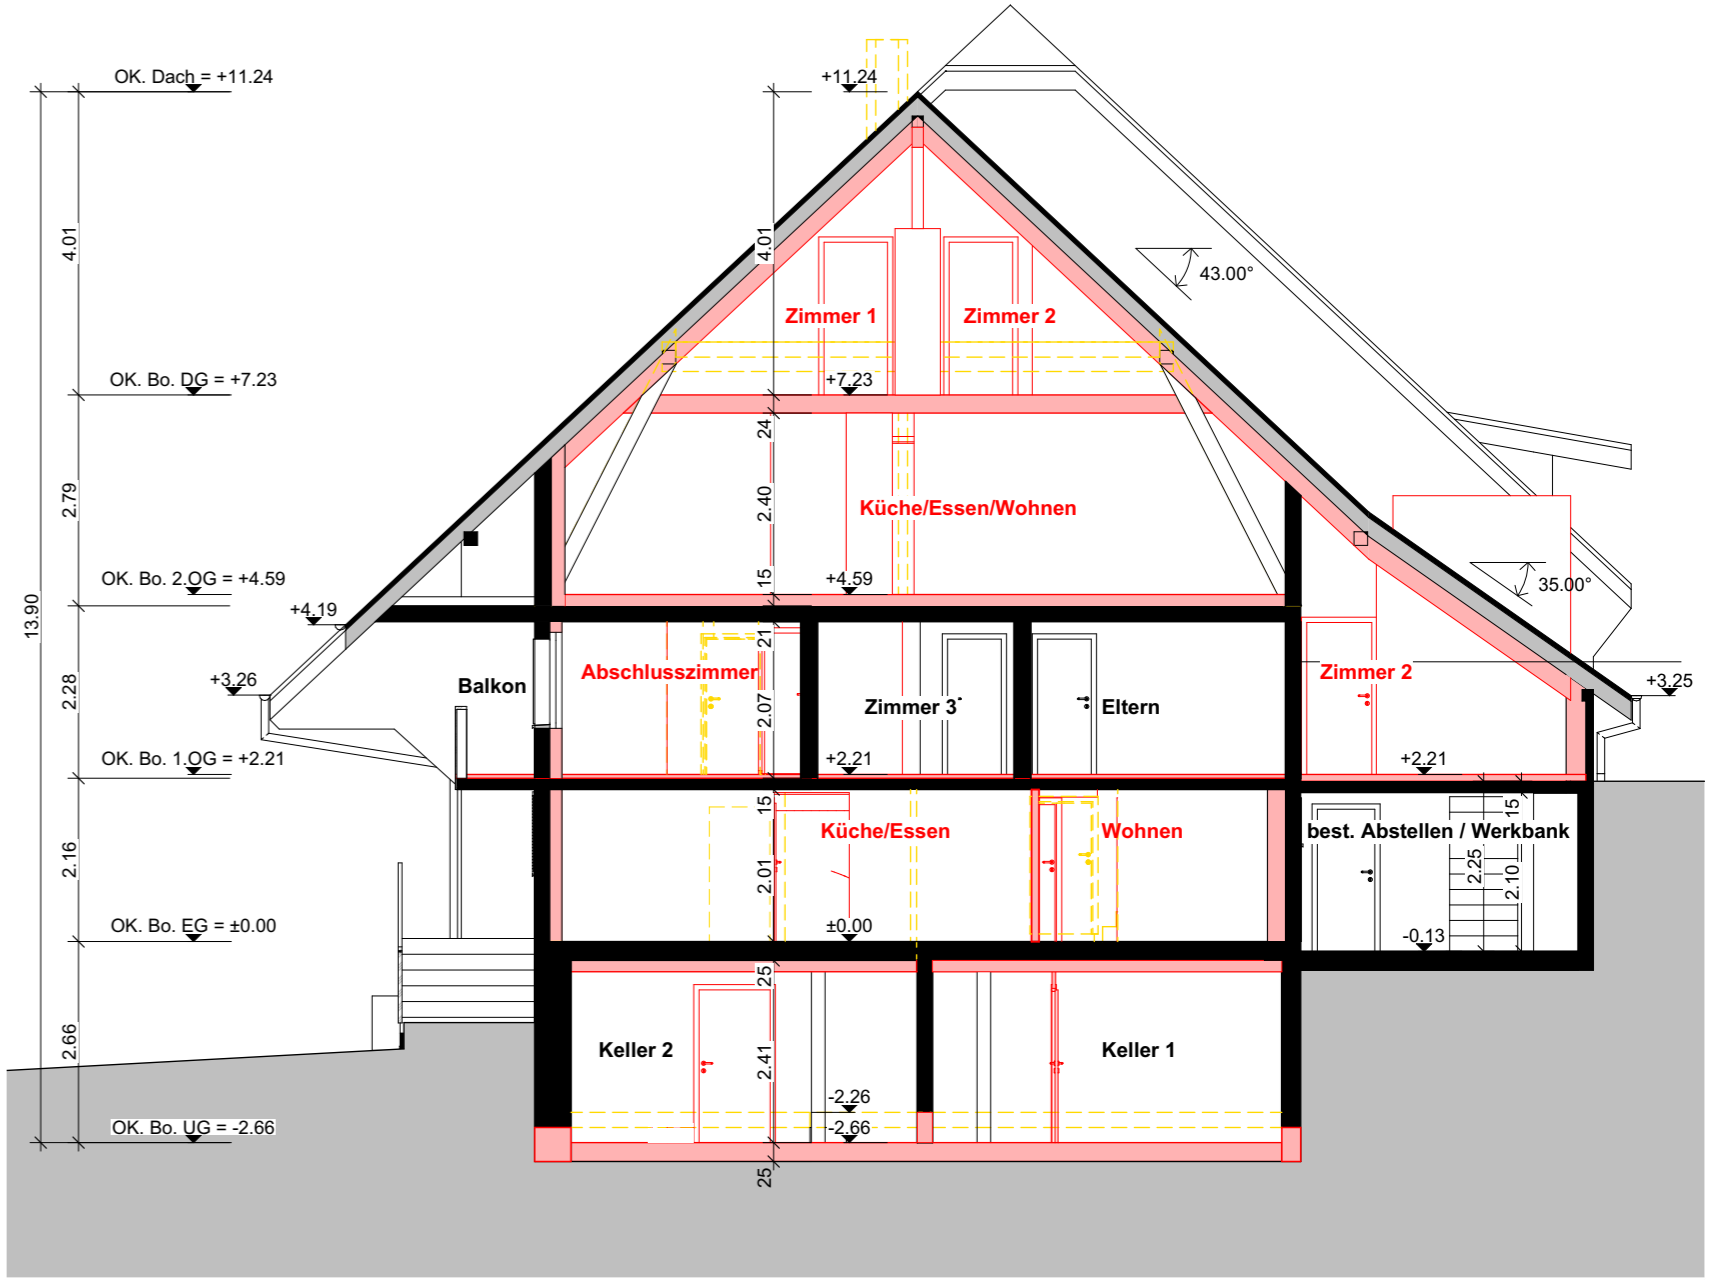 OK. Dach = +11.24
+11.24
4.01
4.01
43.00°
Zimmer 1
Zimmer 2
OK. Bo. DG = +7.23
+7.23
24
2.79
2.40
Küche/Essen/Wohnen
OK. Bo. 2.OG = +4.59
15
+4.59
35.00°
13.90
+4.19
21
Abschlusszimmer
Zimmer 2
+3.26
Balkon
+3.25
2.28
2.07
Zimmer 3
Eltern
OK. Bo. 1.OG = +2.21
+2.21
+2.21
15
15
Küche/Essen
Wohnen
best. Abstellen / Werkbank
2.16
2.01
2.25
2.10
OK. Bo. EG = ±0.00
±0.00
-0.13
25
2.66
2.41
Keller 2
Keller 1
-2.26
OK. Bo. UG = -2.66
-2.66
25